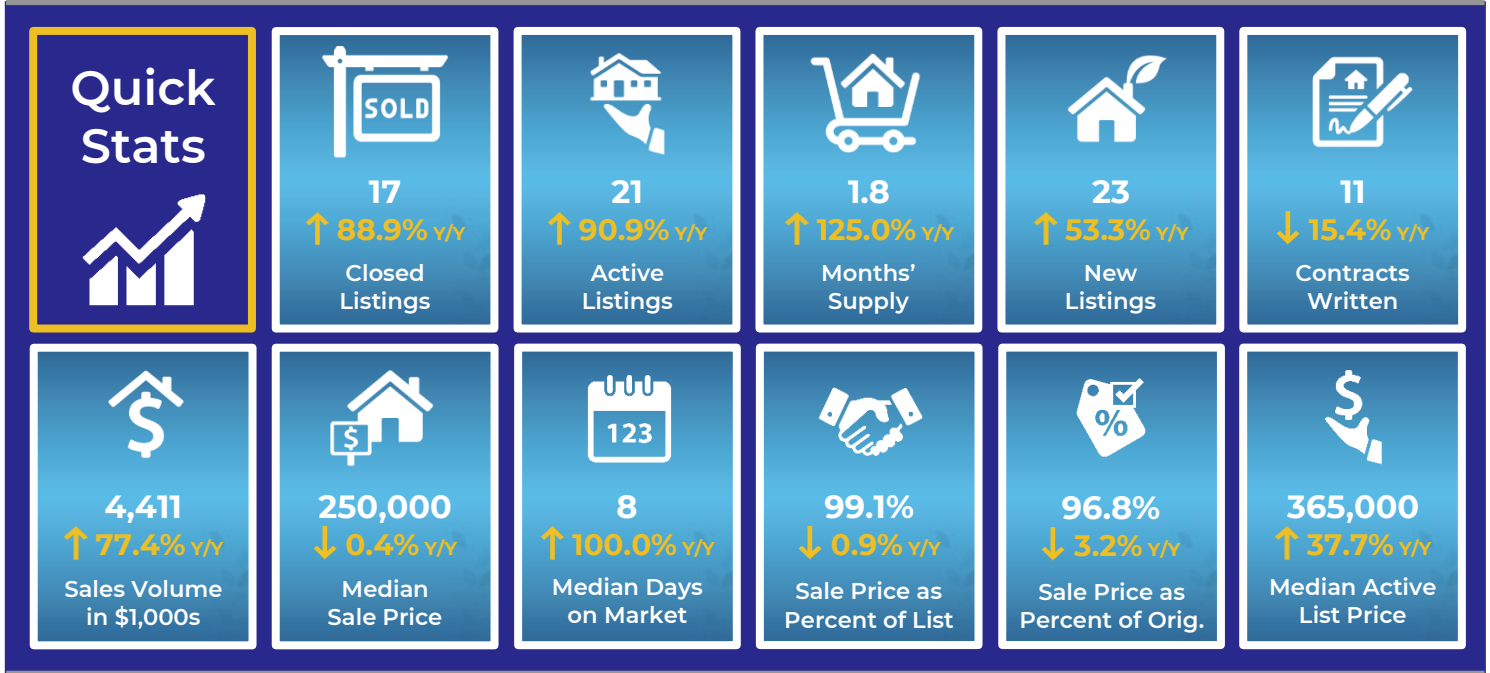 Quick
Stats
SOLD
17
↑ 88.9% Y/Y
Closed
Listings
21
↑ 90.9% Y/Y
Active
Listings
1.8
↑ 125.0% Y/Y
Months’
Supply
23
↑ 53.3% Y/Y
New
Listings
11
↓ 15.4% Y/Y
Contracts
Written
$
4,411
↑ 77.4% Y/Y
Sales Volume
in $1,000s
$
250,000
↓ 0.4% Y/Y
Median
Sale Price
123
8
↑ 100.0% Y/Y
Median Days
on Market
99.1%
↓ 0.9% Y/Y
Sale Price as
Percent of List
%
96.8%
↓ 3.2% Y/Y
Sale Price as
Percent of Orig.
$
365,000
↑ 37.7% Y/Y
Median Active
List Price